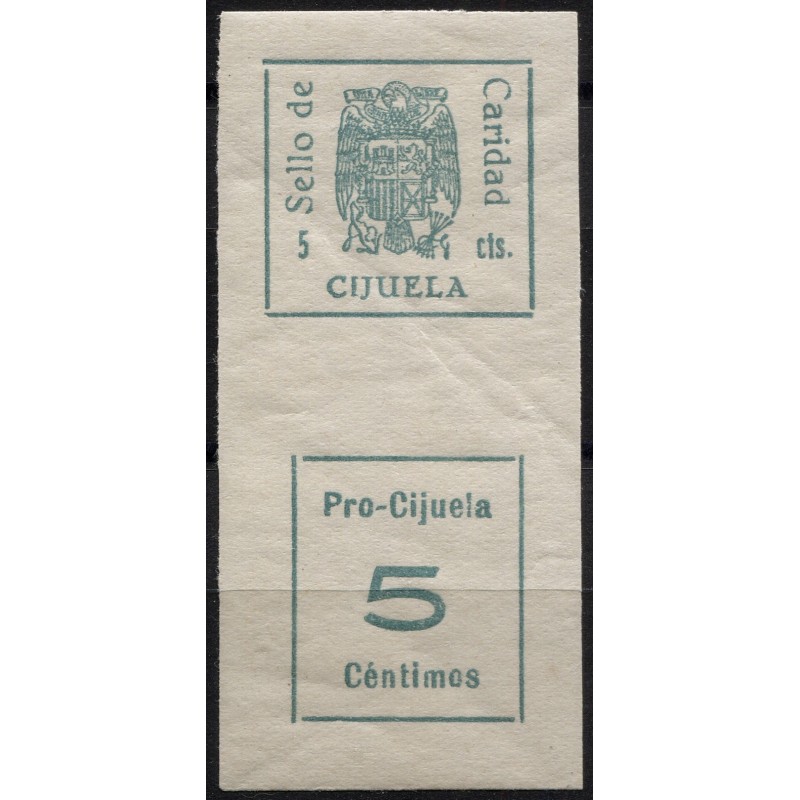 Sello de
Caridad
5 cts.
CIJUELA
Pro-Cijuela
5
Céntimos